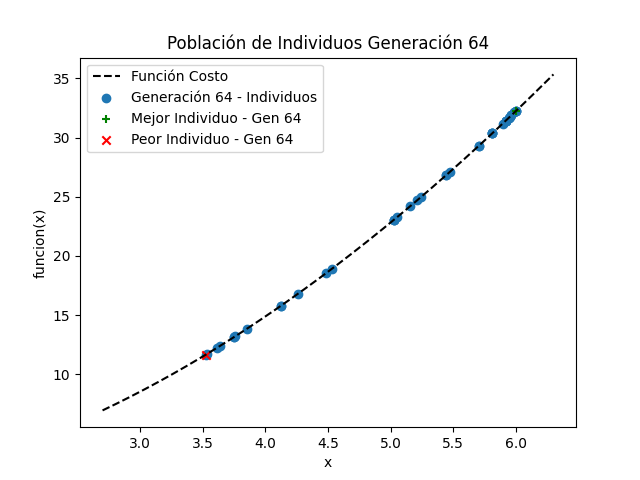 Población de Individuos Generación 64
Función Costo
Generación 64 - Individuos
Mejor Individuo - Gen 64
Peor Individuo - Gen 64
35
30
25
20
15
10
funcion(x)
3.0 3.5 4.0 4.5 5.0 5.5 6.0
x